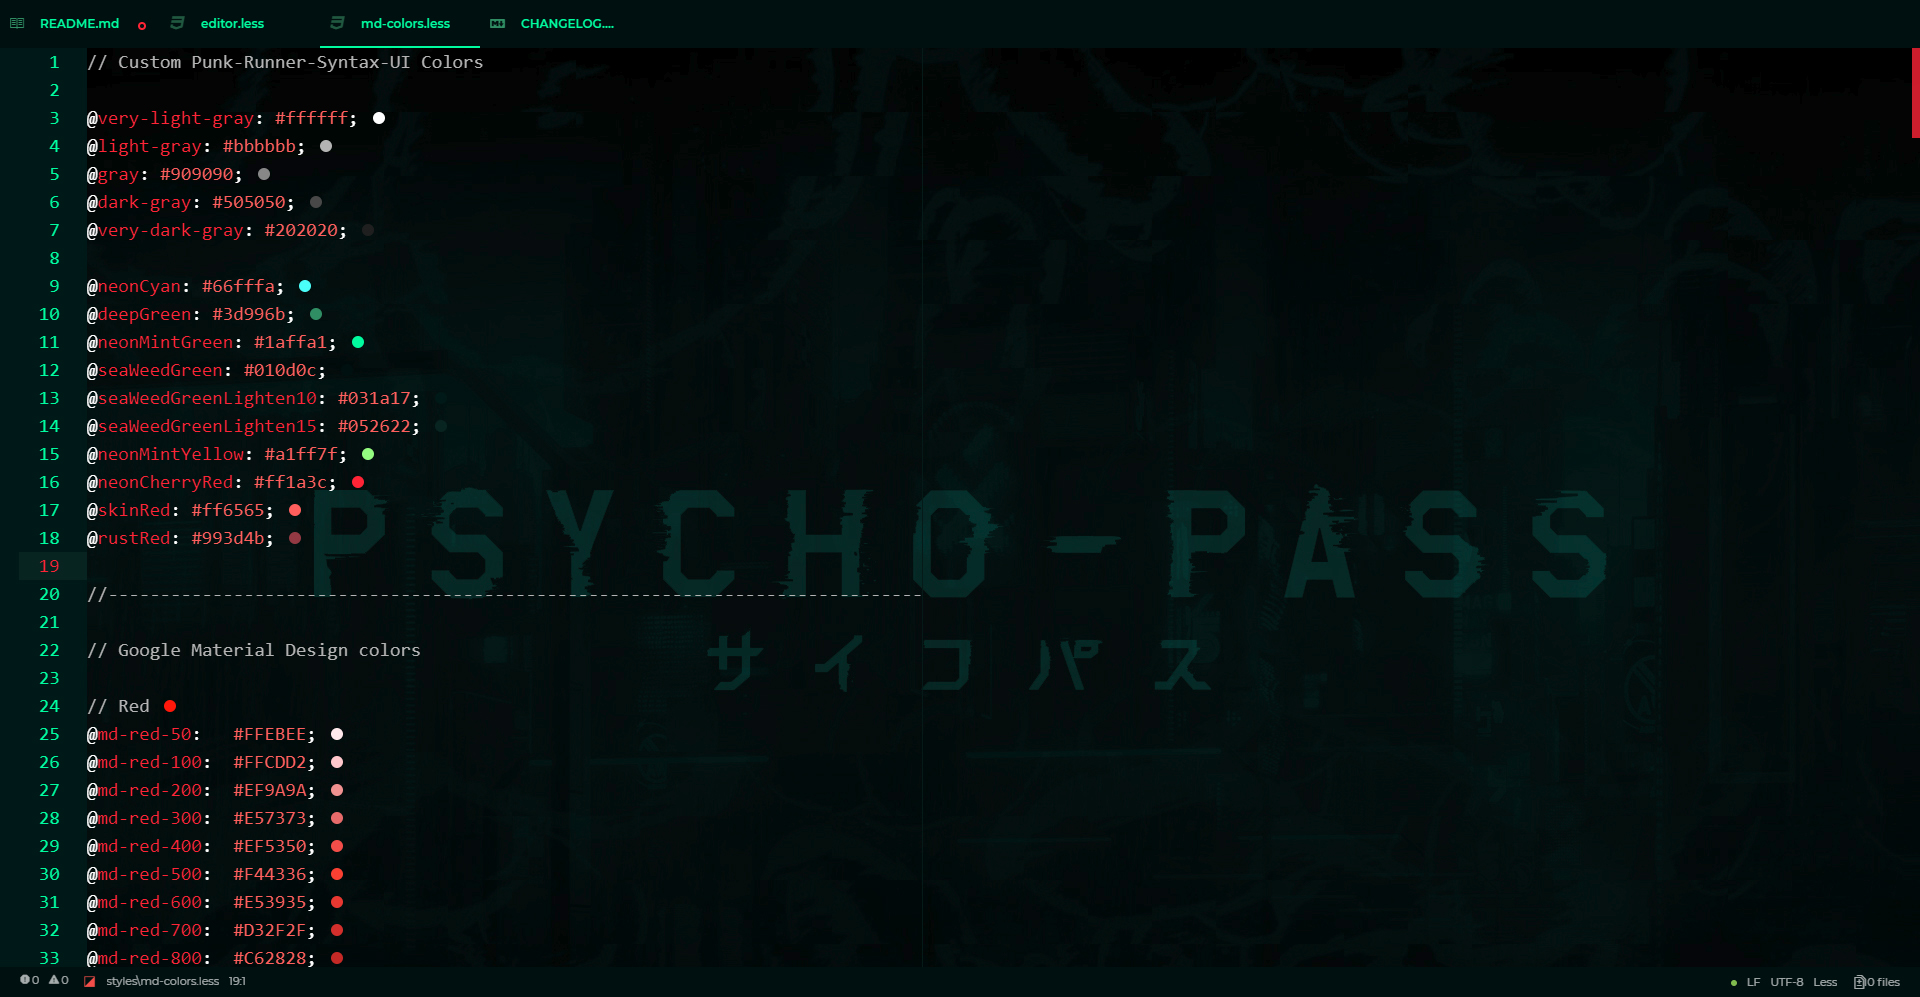 README.md editor.less md-colors.less CHANGELOG....
1 // Custom Punk-Runner-Syntax-UI Colors
2
3 @very-light-gray: #ffffff;
4 @light-gray: #bbbbbb;
5 @gray: #909090;
6 @dark-gray: #505050;
7 @very-dark-gray: #202020;
8
9 @neonCyan: #66fffa;
10 @deepGreen: #3d996b;
11 @neonMintGreen: #1affa1;
12 @seaWeedGreen: #010d0c;
13 @seaWeedGreenLighten10: #031a17;
14 @seaWeedGreenLighten15: #052622;
15 @neonMintYellow: #a1ff7f;
16 @neonCherryRed: #ff1a3c;
17 @skinRed: #ff6565;
18 @rustRed: #993d4b;
19
PSYCHO-PASS
20 //------------------------------------------------------------------------------
21
サイコパス
22 // Google Material Design colors
23
24 // Red
25 @md-red-50:   #FFEBEE;
26 @md-red-100:  #FFCDD2;
27 @md-red-200:  #EF9A9A;
28 @md-red-300:  #E57373;
29 @md-red-400:  #EF5350;
30 @md-red-500:  #F44336;
31 @md-red-600:  #E53935;
32 @md-red-700:  #D32F2F;
33 @md-red-800:  #C62828;
0 0 styles\md-colors.less 19:1 LF UTF-8 Less 0 files